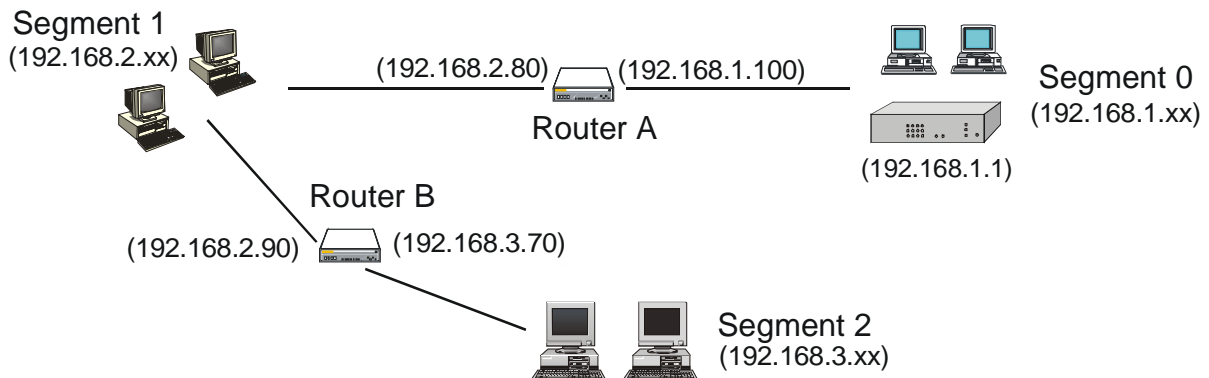 Segment 1
(192.168.2.xx)
(192.168.2.80)
(192.168.1.100)
Router A
Segment 0
(192.168.1.xx)
(192.168.1.1)
Router B
(192.168.2.90)
(192.168.3.70)
Segment 2
(192.168.3.xx)